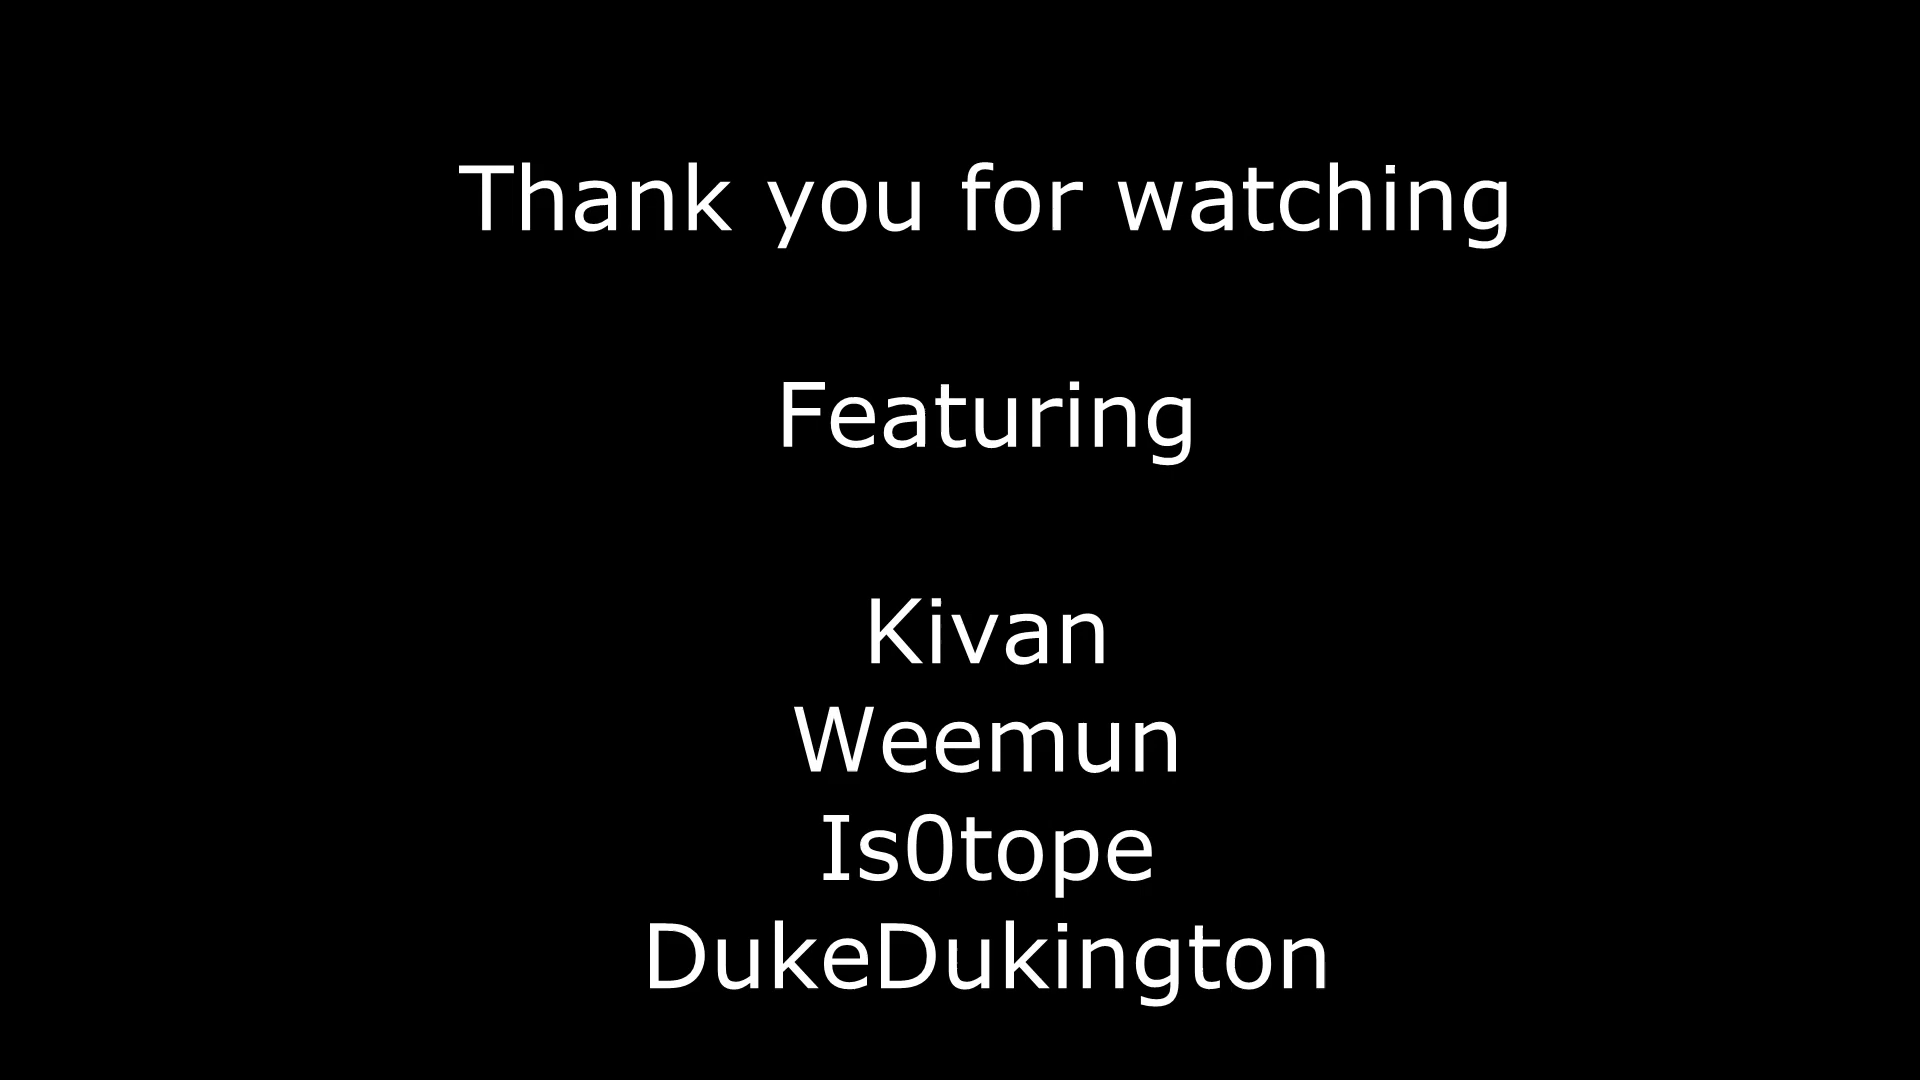 Thank you for watching
Featuring
Kivan
Weemun
Is0tope
DukeDukington